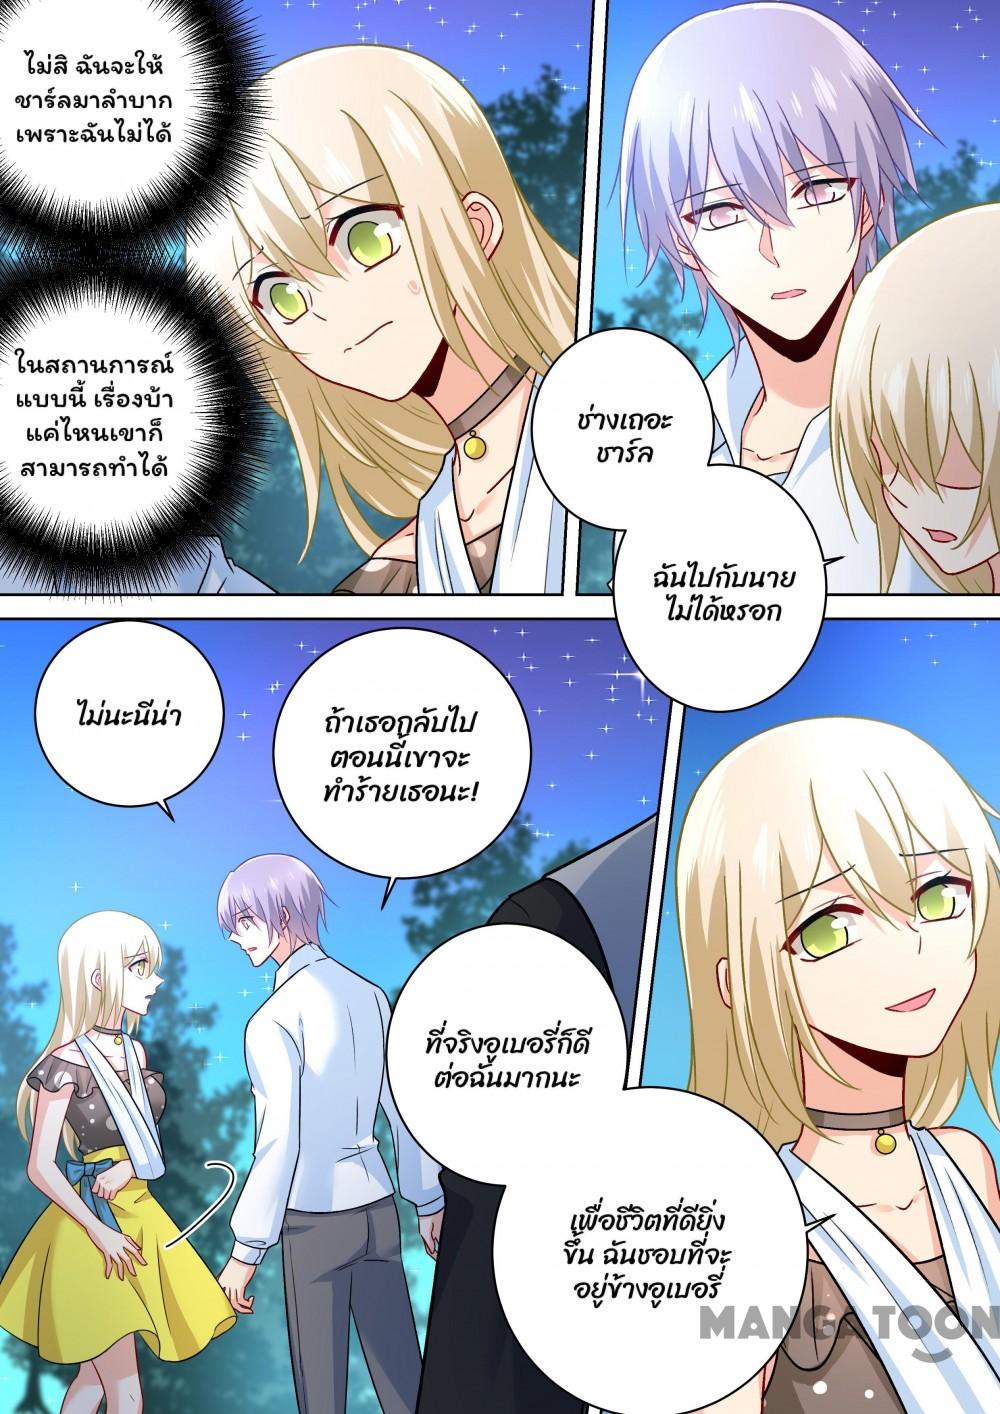 ไม่สิ ฉันจะให้
ชาร์ลมาลำบาก
เพราะฉันไม่ได้
ในสถานการณ์
แบบนี้ เรื่องบ้า
แค่ไหนเขาก็
สามารถทำได้
ช่างเถอะ
ชาร์ล
ฉันไปกับนาย
ไม่ได้หรอก
ไม่นะนีน่า
ถ้าเธอกลับไป
ตอนนี้เขาจะ
ทำร้ายเธอนะ!
ที่จริงอูเบอรี่ก็ดี
ต่อฉันมากนะ
เพื่อชีวิตที่ดียิ่ง
ขึ้น ฉันชอบที่จะ
อยู่ข้างอูเบอรี่
MANGATOON